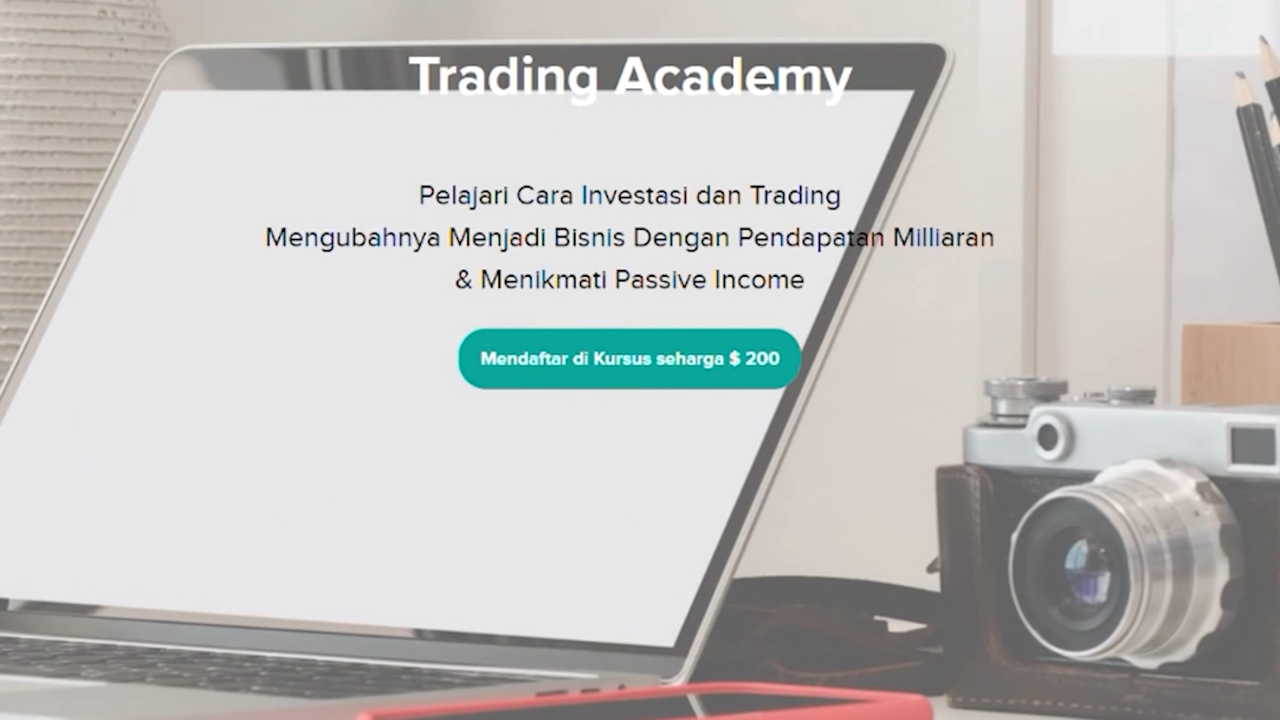 Trading Academy
Pelajari Cara Investasi dan Trading
Mengubahnya Menjadi Bisnis Dengan Pendapatan Milliaran
& Menikmati Passive Income
Mendaftar di Kursus seharga $ 200